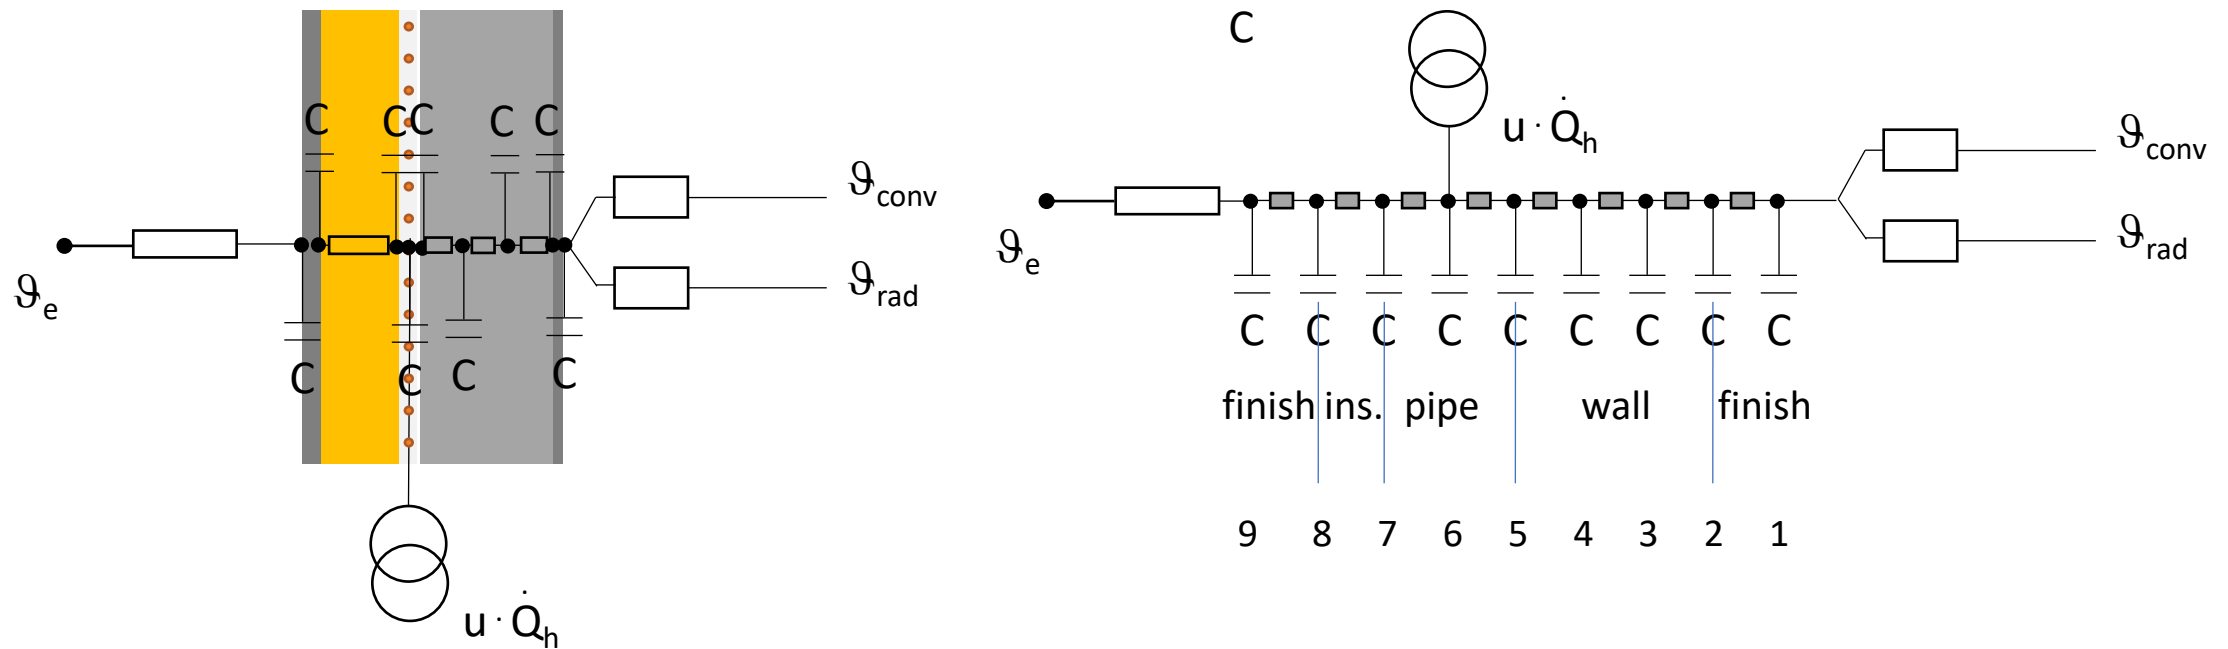 C C C C C
ϑconv
ϑe
ϑrad
C C C C
u · Q̇h
C
u · Q̇h
ϑconv
ϑe
ϑrad
C C C C C C C C C
finish ins. pipe wall finish
9 8 7 6 5 4 3 2 1